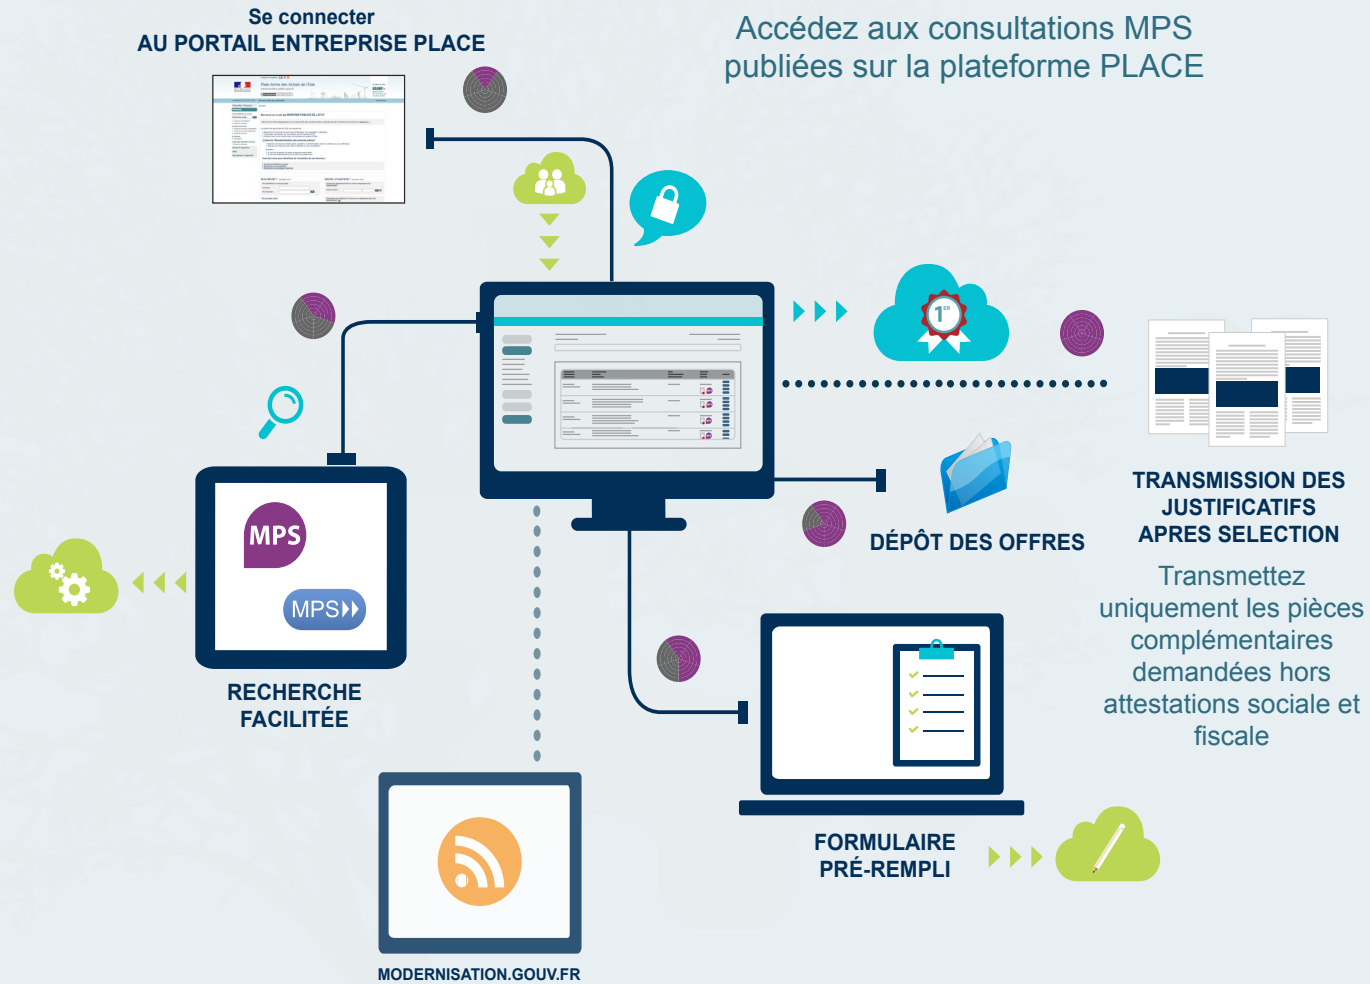 Se connecter
AU PORTAIL ENTREPRISE PLACE
Accédez aux consultations MPS
publiées sur la plateforme PLACE
1ER
MPS
MPS
RECHERCHE
FACILITÉE
DÉPÔT DES OFFRES
TRANSMISSION DES
JUSTIFICATIFS
APRES SELECTION
Transmettez
uniquement les pièces
complémentaires
demandées hors
attestations sociale et
fiscale
FORMULAIRE
PRÉ-REMPLI
MODERNISATION.GOUV.FR